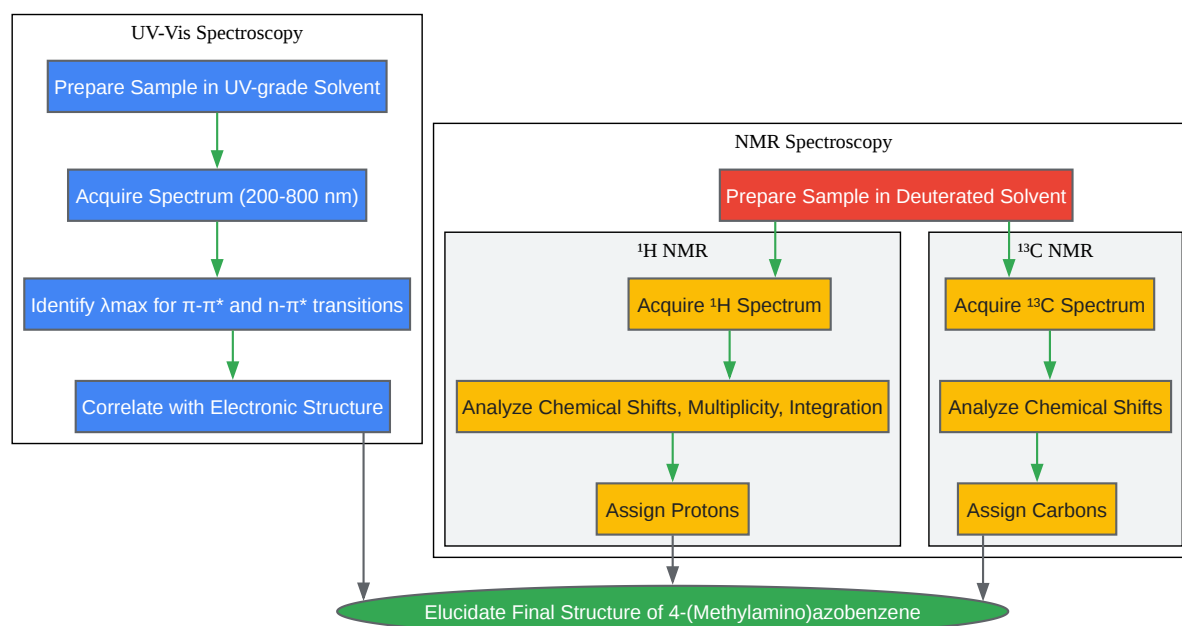 UV-Vis Spectroscopy
Prepare Sample in UV-grade Solvent
Acquire Spectrum (200-800 nm)
Identify λmax for π-π* and n-π* transitions
Correlate with Electronic Structure
NMR Spectroscopy
Prepare Sample in Deuterated Solvent
¹H NMR
Acquire ¹H Spectrum
Analyze Chemical Shifts, Multiplicity, Integration
Assign Protons
¹³C NMR
Acquire ¹³C Spectrum
Analyze Chemical Shifts
Assign Carbons
Elucidate Final Structure of 4-(Methylamino)azobenzene